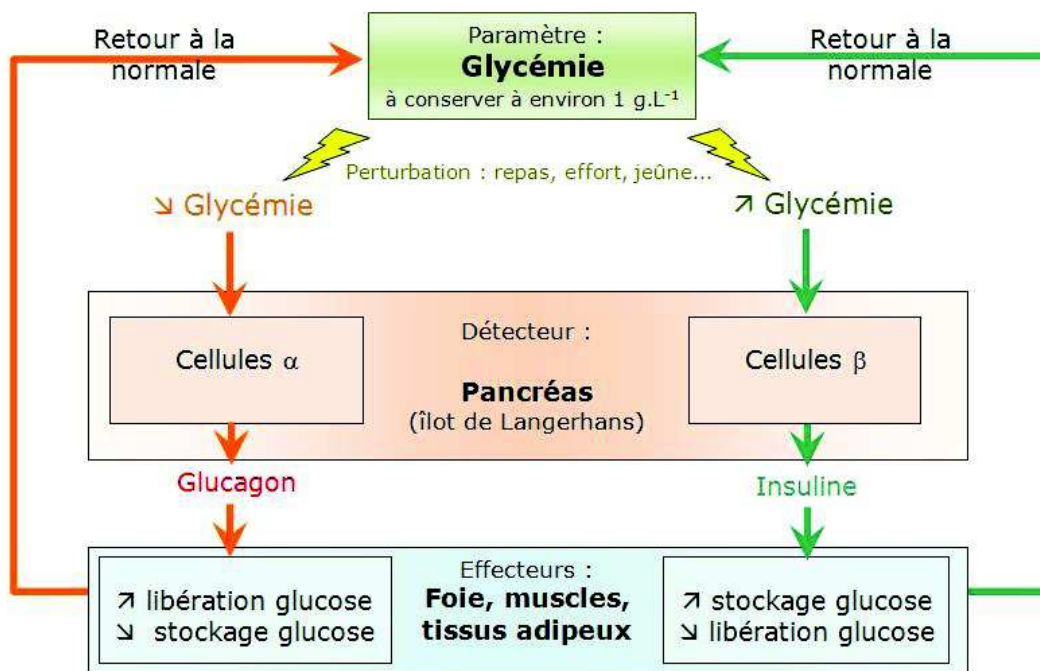 Retour à la
normale
Paramètre :
Glycémie
à conserver à environ 1 g.L⁻¹
Retour à la
normale
Perturbation : repas, effort, jeûne...
↘ Glycémie
↗ Glycémie
Détecteur :
Cellules α
Cellules β
Pancréas
(îlot de Langerhans)
Glucagon
Insuline
Effecteurs :
Foie, muscles,
tissus adipeux
↗ libération glucose
↘ stockage glucose
↗ stockage glucose
↘ libération glucose